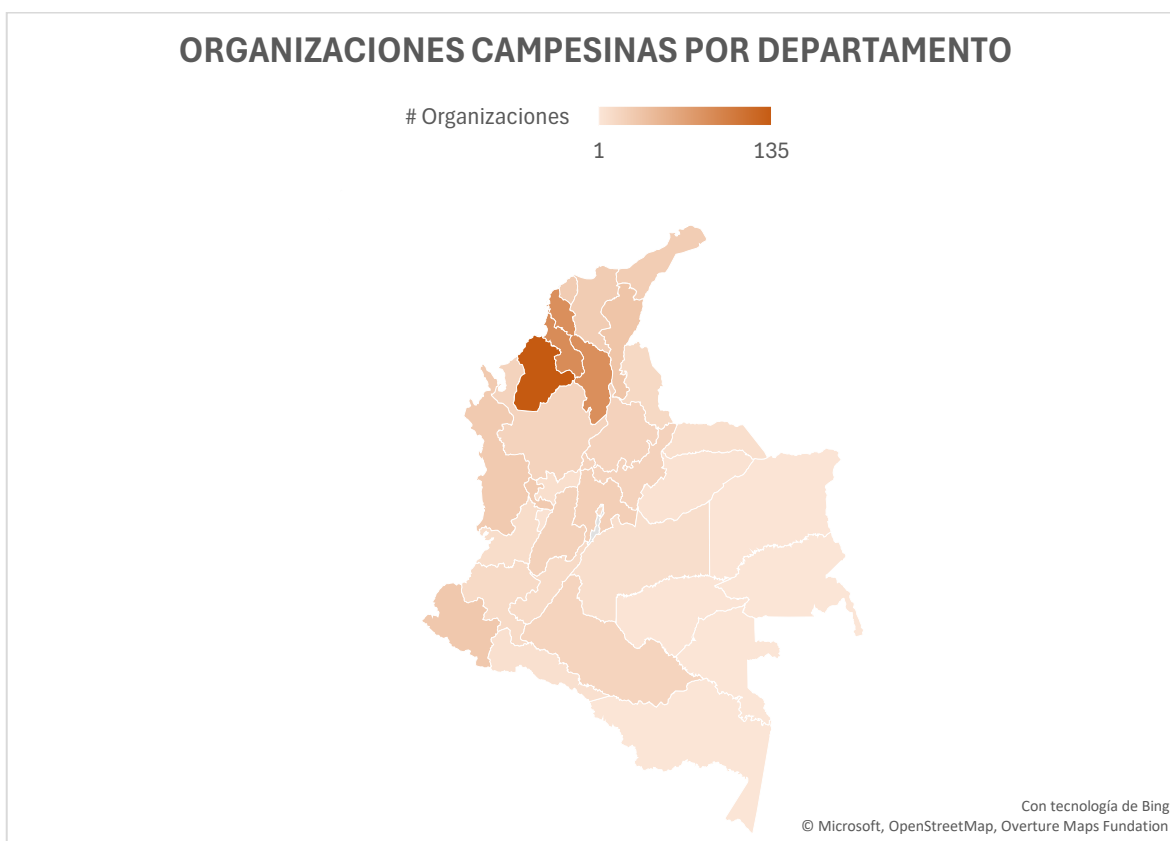 ORGANIZACIONES CAMPESINAS POR DEPARTAMENTO
# Organizaciones
1 135
Con tecnología de Bing
© Microsoft, OpenStreetMap, Overture Maps Fundation